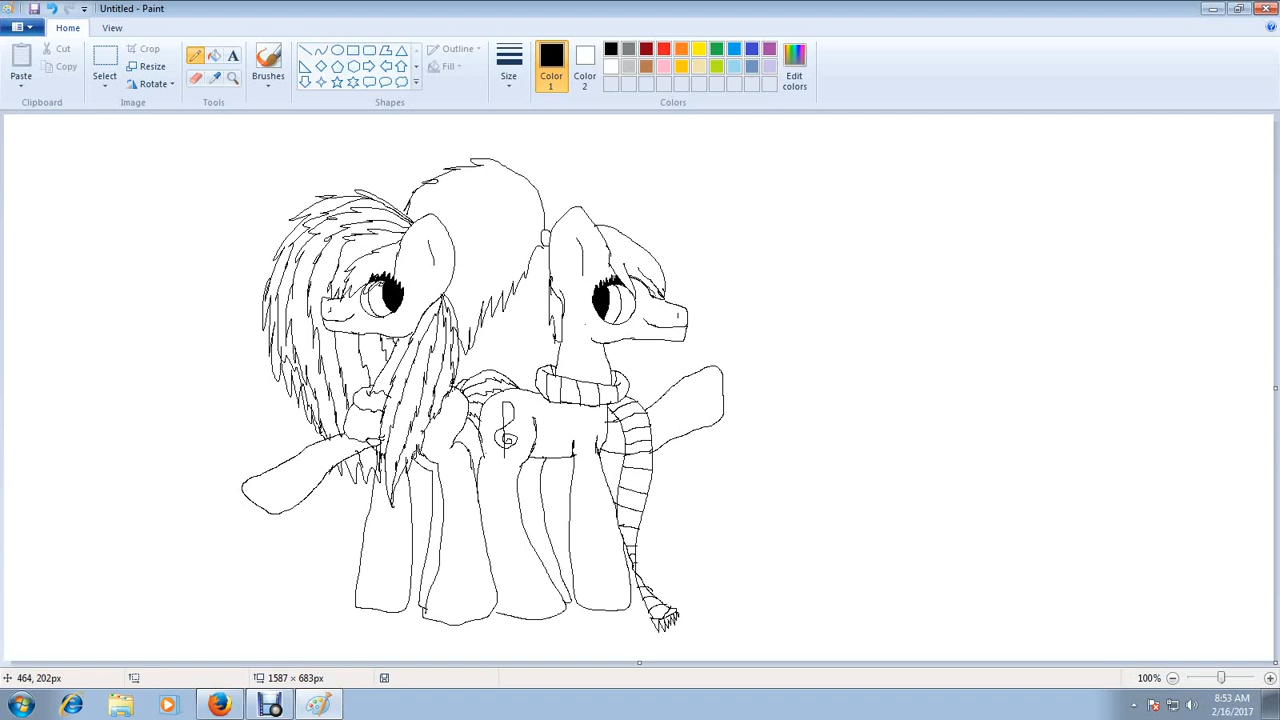 Untitled - Paint
Home
View
Paste
Cut
Copy
Clipboard
Select
Crop
Resize
Rotate
Image
Tools
Brushes
Outline
Fill
Shapes
Size
Color 1
Color 2
Edit colors
Colors
464, 202px
1587 × 683px
100%
8:53 AM
2/16/2017